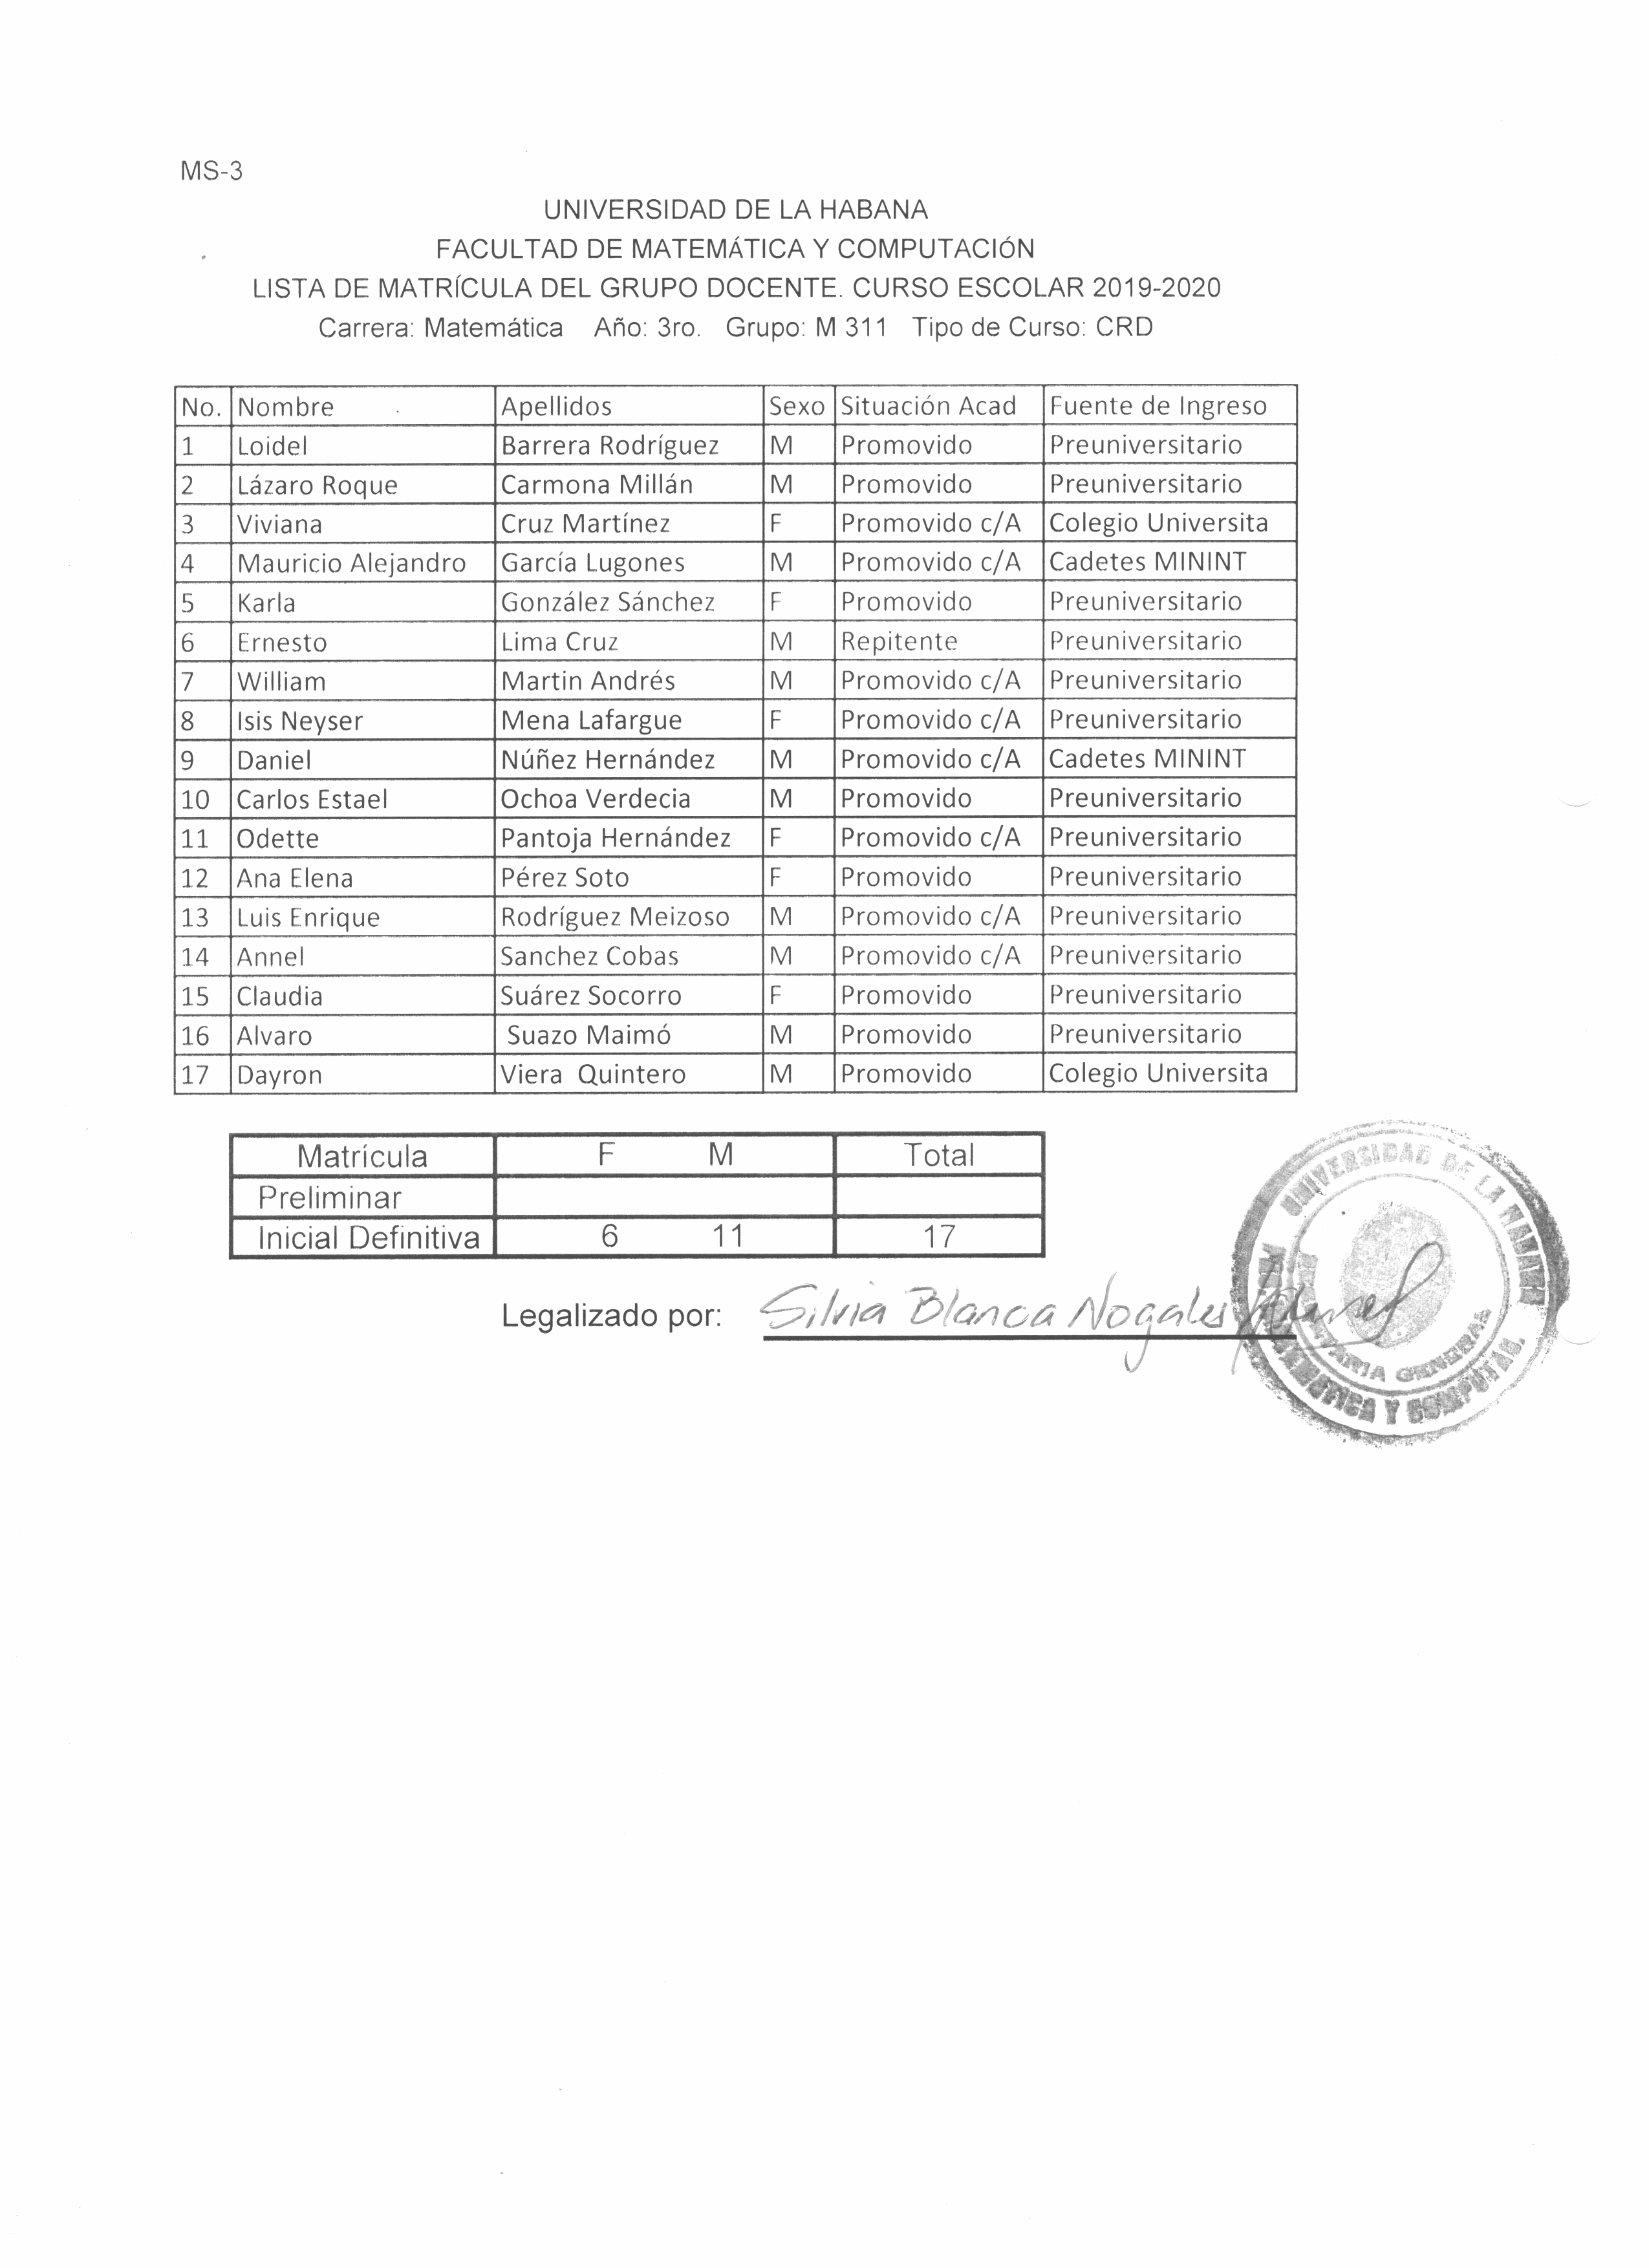 MS-3
UNIVERSIDAD DE LA HABANA
FACULTAD DE MATEMÁTICA Y COMPUTACIÓN
LISTA DE MATRÍCULA DEL GRUPO DOCENTE. CURSO ESCOLAR 2019-2020
Carrera: Matemática Año: 3ro. Grupo: M 311 Tipo de Curso: CRD
No. Nombre Apellidos Sexo Situación Acad Fuente de Ingreso
1 Loidel Barrera Rodríguez M Promovido Preuniversitario
2 Lázaro Roque Carmona Millán M Promovido Preuniversitario
3 Viviana Cruz Martínez F Promovido c/A Colegio Universita
4 Mauricio Alejandro García Lugones M Promovido c/A Cadetes MININT
5 Karla González Sánchez F Promovido Preuniversitario
6 Ernesto Lima Cruz M Repitente Preuniversitario
7 William Martin Andrés M Promovido c/A Preuniversitario
8 Isis Neyser Mena Lafargue F Promovido c/A Preuniversitario
9 Daniel Núñez Hernández M Promovido c/A Cadetes MININT
10 Carlos Estael Ochoa Verdecia M Promovido Preuniversitario
11 Odette Pantoja Hernández F Promovido c/A Preuniversitario
12 Ana Elena Pérez Soto F Promovido Preuniversitario
13 Luis Enrique Rodríguez Meizoso M Promovido c/A Preuniversitario
14 Annel Sanchez Cobas M Promovido c/A Preuniversitario
15 Claudia Suárez Socorro F Promovido Preuniversitario
16 Alvaro Suazo Maimó M Promovido Preuniversitario
17 Dayron Viera Quintero M Promovido Colegio Universita
Matrícula F M Total
Preliminar
Inicial Definitiva 6 11 17
Legalizado por: Silvia Blanca Nogales
UNIVERSIDAD DE LA HABANA
GENERAL
Y COMPUTAC.